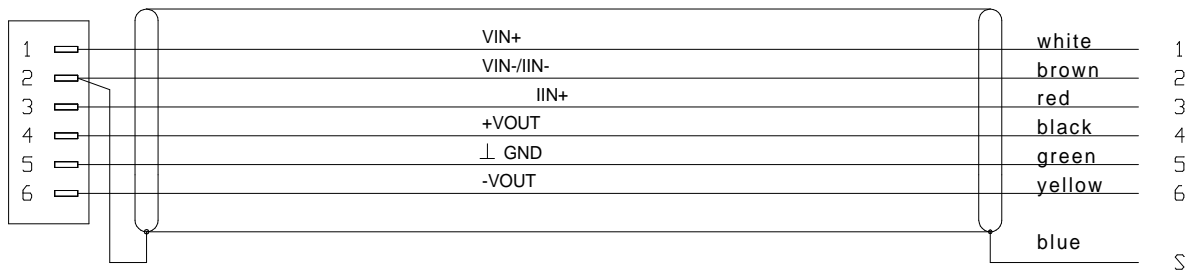 1 VIN+ white 1
2 VIN-/IIN- brown 2
3 IIN+ red 3
4 +VOUT black 4
5 ⊥ GND green 5
6 -VOUT yellow 6
blue S